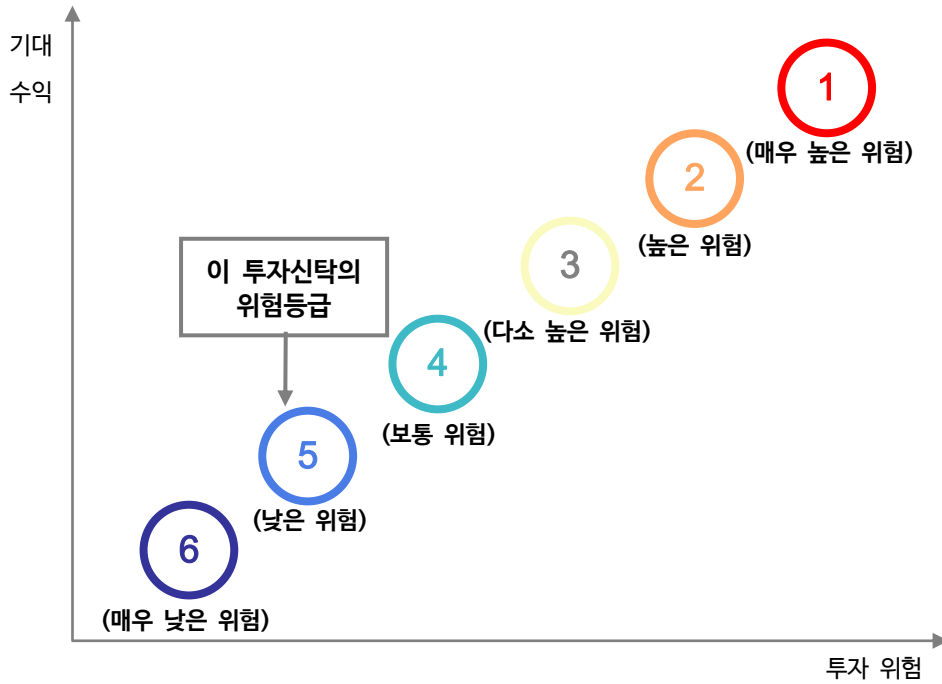 기대
수익
1
(매우 높은 위험)
2
(높은 위험)
3
(다소 높은 위험)
이 투자신탁의
위험등급
4
(보통 위험)
5
(낮은 위험)
6
(매우 낮은 위험)
투자 위험